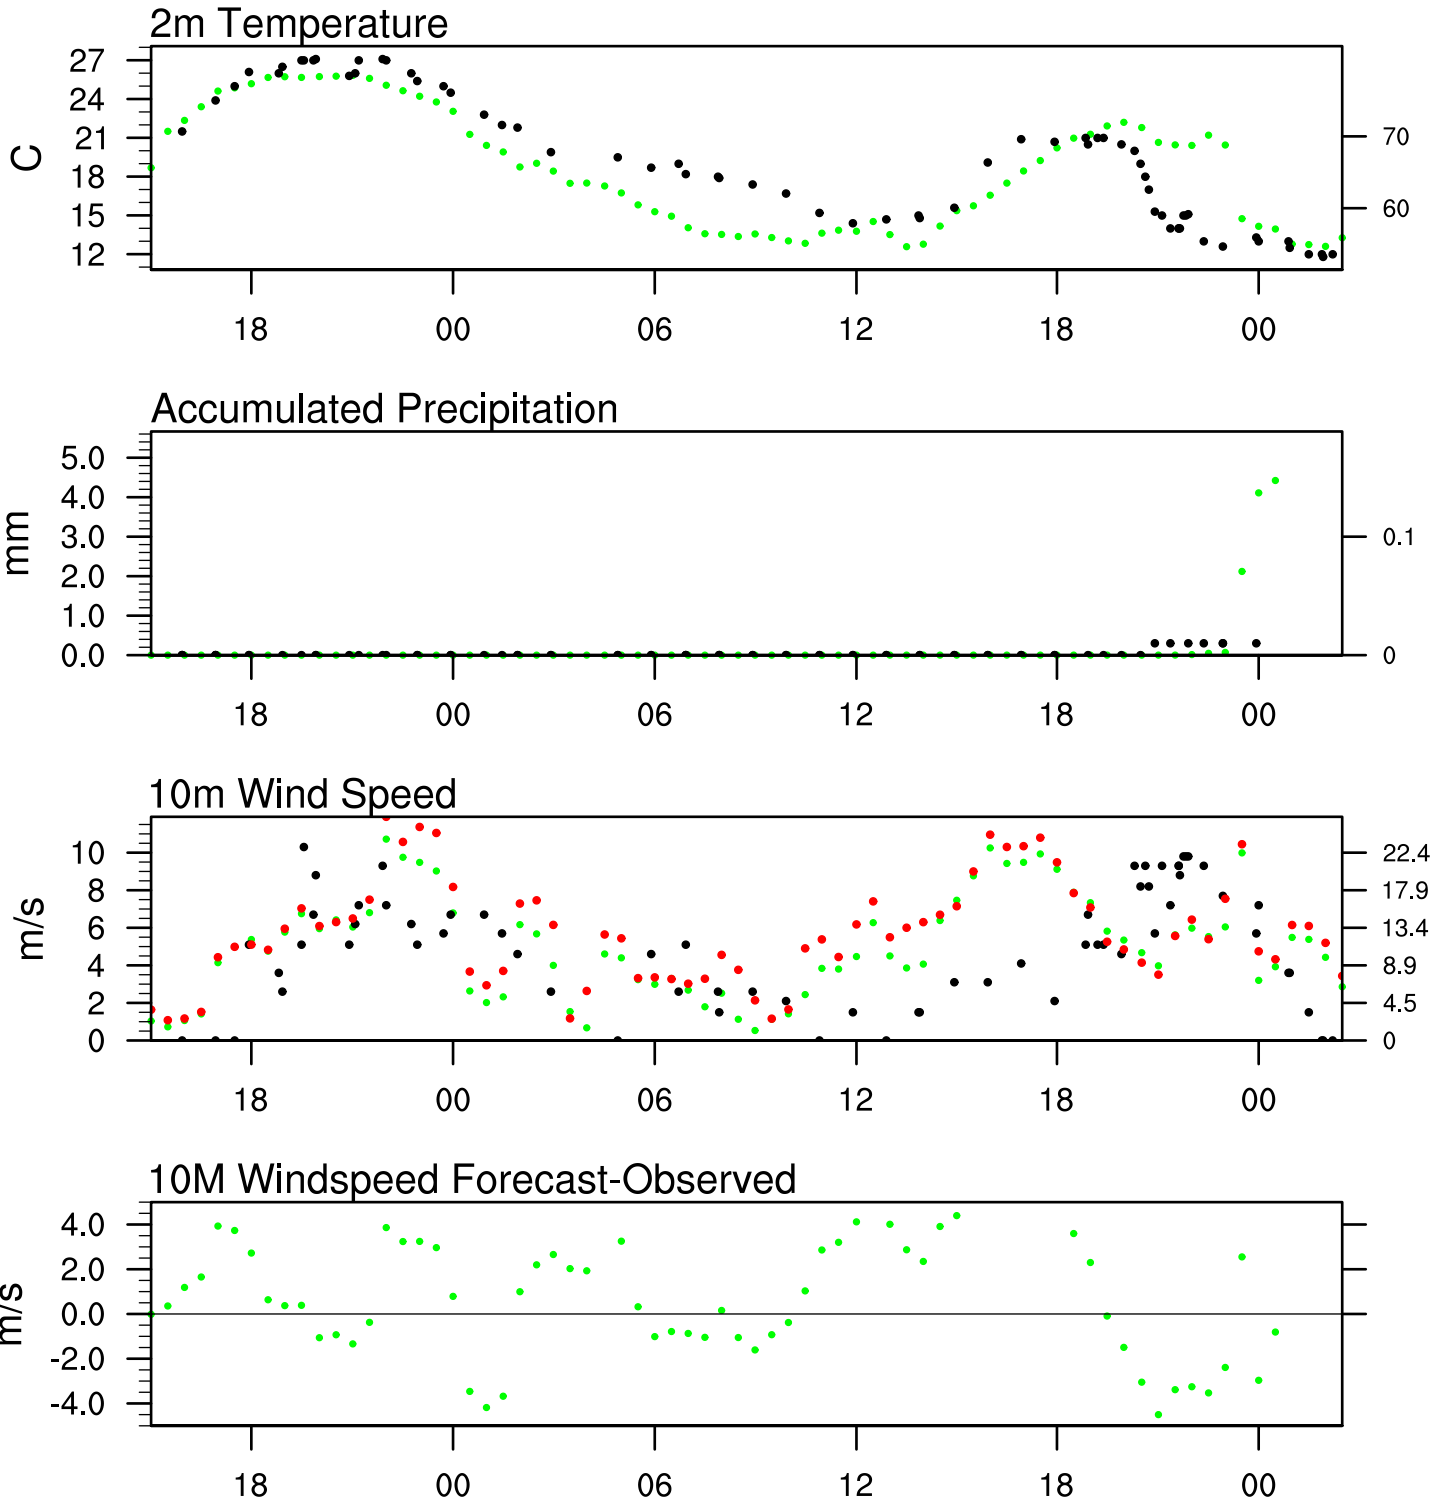 2m Temperature
27
24
21
18
15
12
C
70
60
18 00 06 12 18 00
Accumulated Precipitation
5.0
4.0
3.0
2.0
1.0
0.0
mm
0.1
0
18 00 06 12 18 00
10m Wind Speed
10
8
6
4
2
0
m/s
22.4
17.9
13.4
8.9
4.5
0
18 00 06 12 18 00
10M Windspeed Forecast-Observed
4.0
2.0
0.0
-2.0
-4.0
m/s
18 00 06 12 18 00